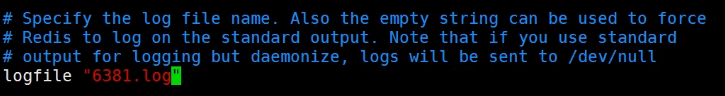 # Specify the log file name. Also the empty string can be used to force
# Redis to log on the standard output. Note that if you use standard
# output for logging but daemonize, logs will be sent to /dev/null
logfile "6381.log"